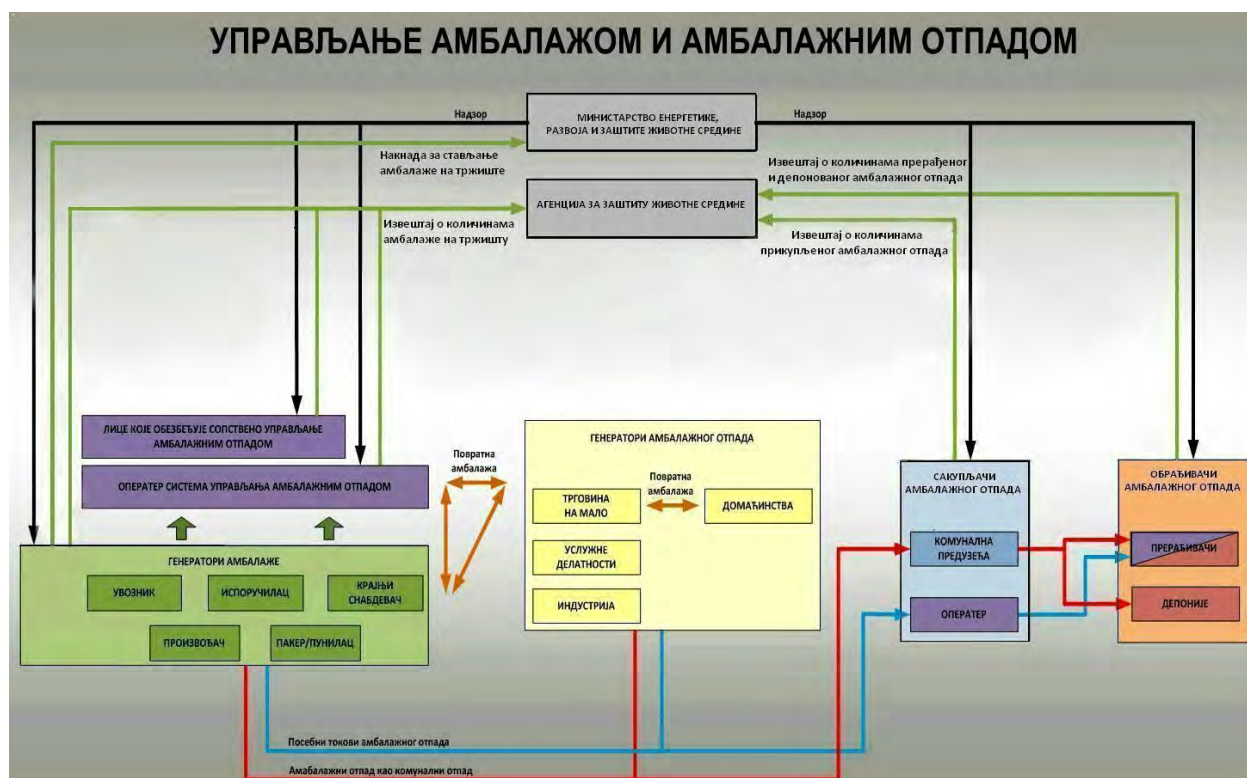 УПРАВЉАЊЕ АМБАЛАЖОМ И АМБАЛАЖНИМ ОТПАДОМ
Надзор
МИНИСТАРСТВО ЕНЕРГЕТИКЕ,
РАЗВОЈА И ЗАШТИТЕ ЖИВОТНЕ СРЕДИНЕ
Надзор
Накнада за стављање
амбалаже на тржиште
Извештај о количинама прерађеног
и депонованог амбалажног отпада
АГЕНЦИЈА ЗА ЗАШТИТУ ЖИВОТНЕ СРЕДИНЕ
Извештај о количинама
амбалаже на тржишту
Извештај о количинама
прикупљеног амбалажног отпада
ЛИЦЕ КОЈЕ ОБЕЗБЕЂУЈЕ СОПСТВЕНО УПРАВЉАЊЕ
АМБАЛАЖНИМ ОТПАДОМ
ОПЕРАТЕР СИСТЕМА УПРАВЉАЊА АМБАЛАЖНИМ ОТПАДОМ
Повратна
амбалажа
ГЕНЕРАТОРИ АМБАЛАЖЕ
УВОЗНИК
ИСПОРУЧИЛАЦ
КРАЈЊИ
СНАБДЕВАЧ
ПРОИЗВОЂАЧ
ПАКЕР/ПУНИЛАЦ
ГЕНЕРАТОРИ АМБАЛАЖНОГ ОТПАДА
ТРГОВИНА
НА МАЛО
Повратна
амбалажа
ДОМАЋИНСТВА
УСЛУЖНЕ
ДЕЛАТНОСТИ
ИНДУСТРИЈА
САКУПЉАЧИ
АМБАЛАЖНОГ ОТПАДА
КОМУНАЛНА
ПРЕДУЗЕЋА
ОПЕРАТЕР
ОБРАЂИВАЧИ
АМБАЛАЖНОГ ОТПАДА
ПРЕРАЂИВАЧИ
ДЕПОНИЈЕ
Посебни токови амбалажног отпада
Амабалажни отпад као комунални отпад